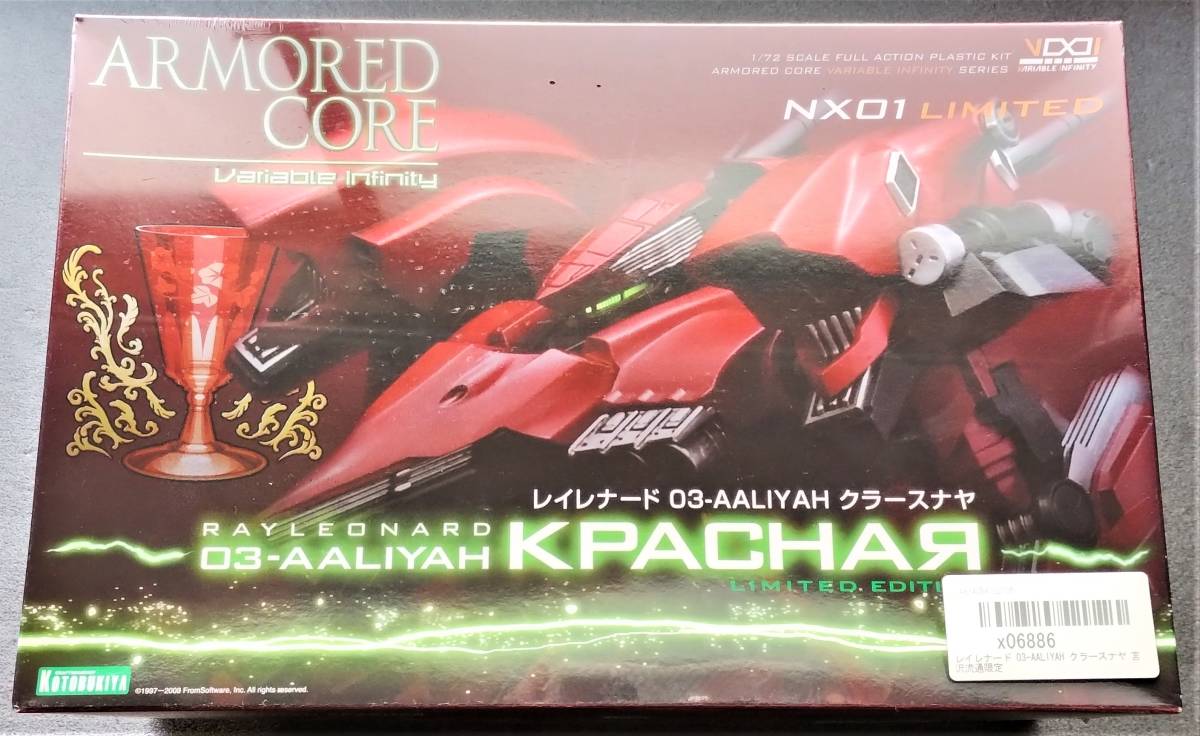 ARMORED
CORE
Variable Infinity
1/72 SCALE FULL ACTION PLASTIC KIT
ARMORED CORE VARIABLE INFINITY SERIES
VARIABLE INFINITY
NX01 LIMITED
レイレナード 03-AALIYAH クラースナヤ
RAYLEONARD
03-AALIYAH КРАСНАЯ
LIMITED EDITI
x06886
レイレナード 03-AALIYAH クラースナヤ 宮
沢流通限定
KOTOBUKIYA
©1997-2009 FromSoftware, Inc. All rights reserved.